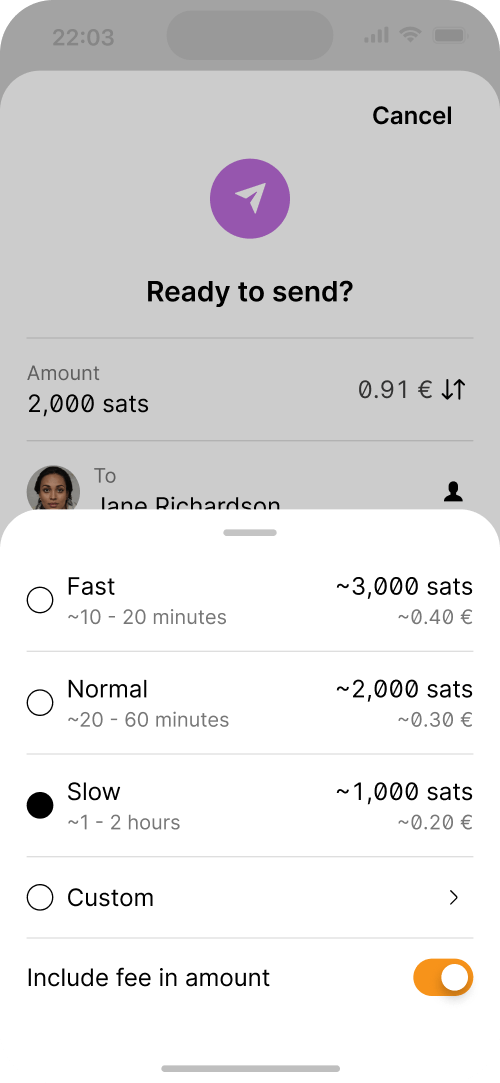 22:03
Cancel
Ready to send?
Amount
2,000 sats
0.91 €
To
Jane Richardson
Fast
~3,000 sats
~10 - 20 minutes
~0.40 €
Normal
~2,000 sats
~20 - 60 minutes
~0.30 €
Slow
~1,000 sats
~1 - 2 hours
~0.20 €
Custom
Include fee in amount